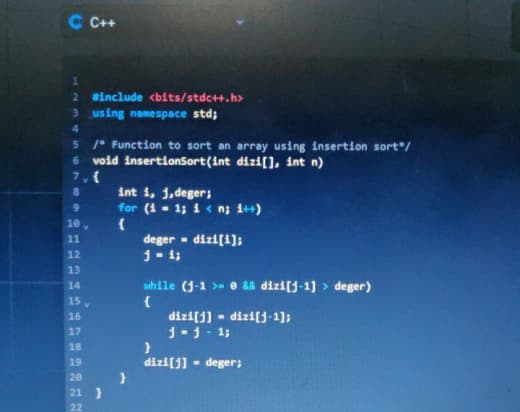 C C++
1
2 #include <bits/stdc++.h>
3 using namespace std;
4
5 /* Function to sort an array using insertion sort*/
6 void insertionSort(int dizi[], int n)
7 {
8 int i, j,deger;
9 for (i = 1; i < n; i++)
10 {
11 deger = dizi[i];
12 j = i;
13
14 while (j-1 >= 0 && dizi[j-1] > deger)
15 {
16 dizi[j] = dizi[j-1];
17 j = j - 1;
18 }
19 dizi[j] = deger;
20 }
21 }
22